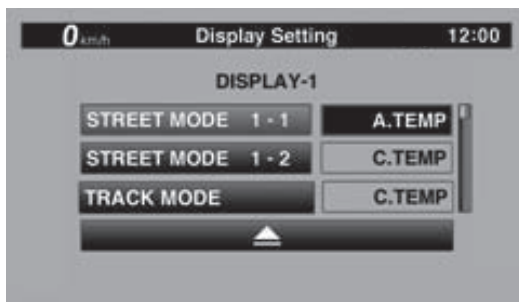 0 km/h Display Setting 12:00
DISPLAY-1
STREET MODE 1 - 1 A.TEMP
STREET MODE 1 - 2 C.TEMP
TRACK MODE C.TEMP